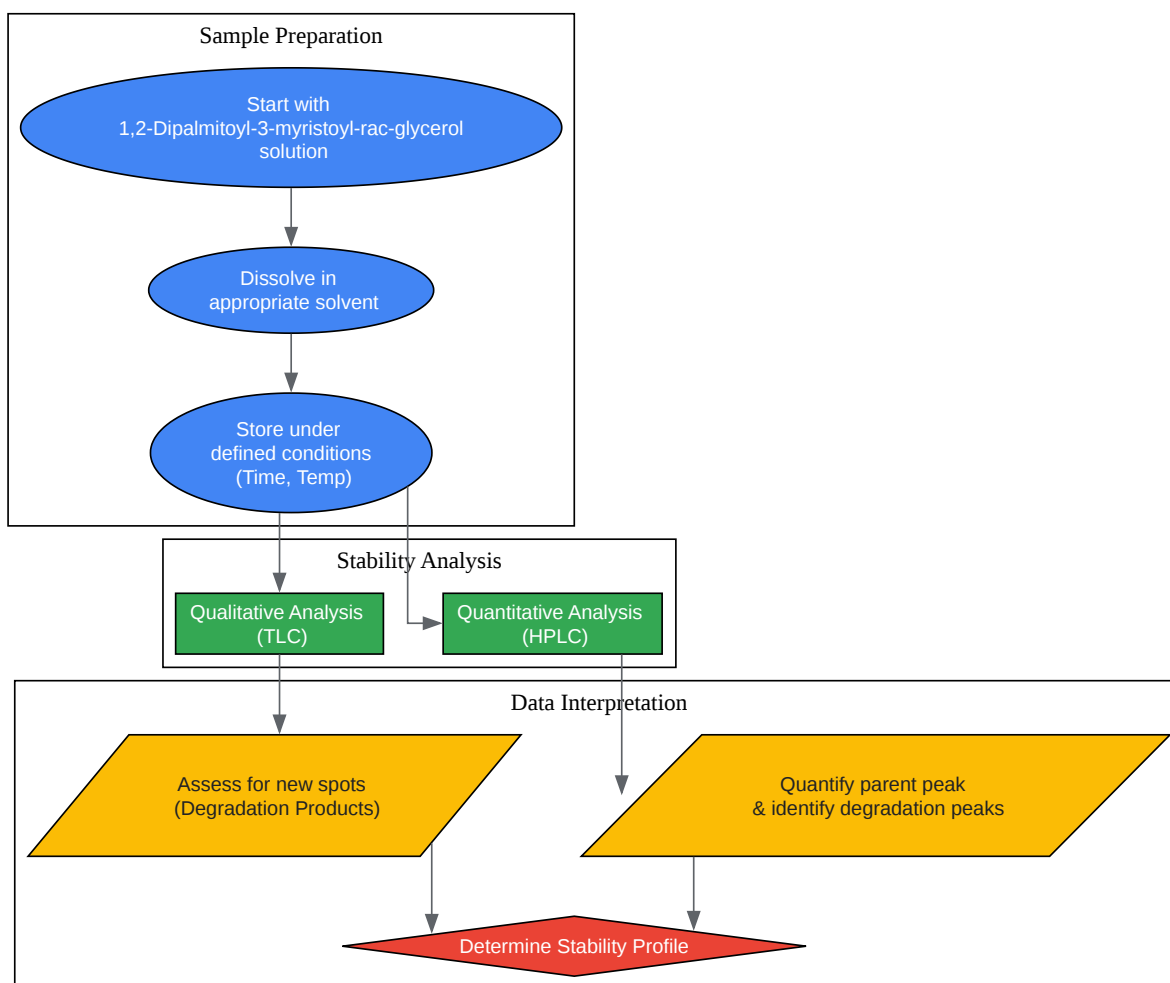 Sample Preparation
Start with
1,2-Dipalmitoyl-3-myristoyl-rac-glycerol
solution
Dissolve in
appropriate solvent
Store under
defined conditions
(Time, Temp)
Stability Analysis
Qualitative Analysis
(TLC)
Quantitative Analysis
(HPLC)
Data Interpretation
Assess for new spots
(Degradation Products)
Quantify parent peak
& identify degradation peaks
Determine Stability Profile